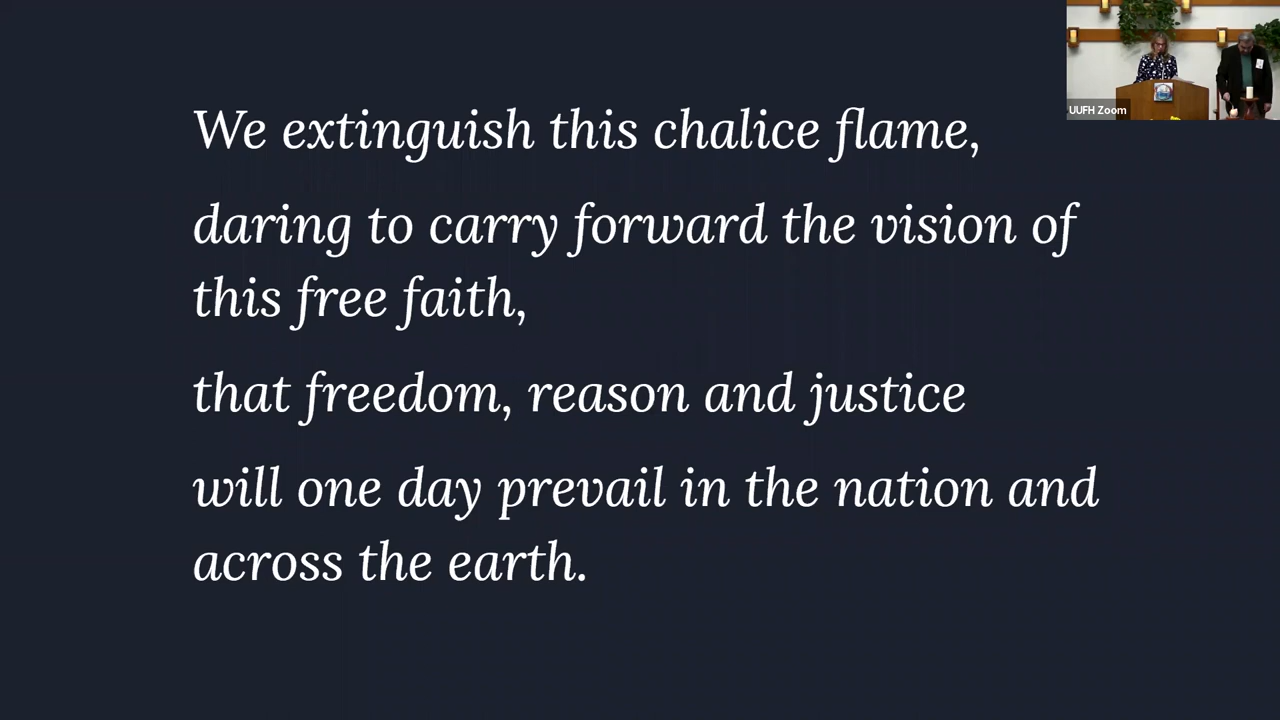 We extinguish this chalice flame,
daring to carry forward the vision of
this free faith,
that freedom, reason and justice
will one day prevail in the nation and
across the earth.
UUFH Zoom